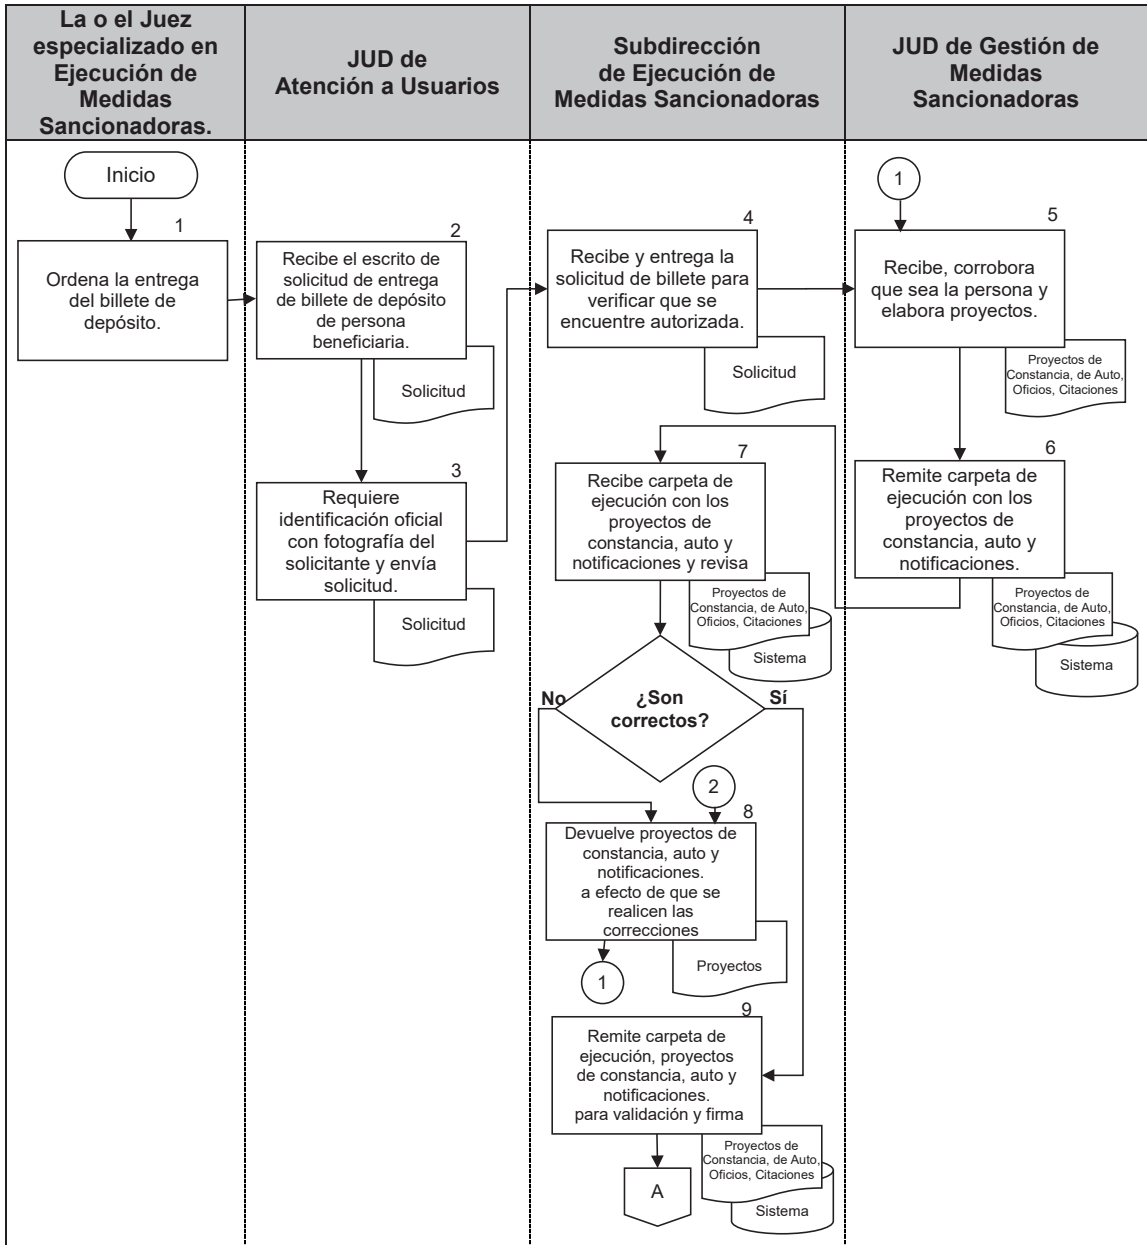 La o el Juez
especializado en
Ejecución de
Medidas
Sancionadoras.
JUD de
Atención a Usuarios
Subdirección
de Ejecución de
Medidas Sancionadoras
JUD de Gestión de
Medidas
Sancionadoras
Inicio
1
Ordena la entrega
del billete de
depósito.
2
Recibe el escrito de
solicitud de entrega
de billete de depósito
de persona
beneficiaria.
Solicitud
3
Requiere
identificación oficial
con fotografía del
solicitante y envía
solicitud.
Solicitud
4
Recibe y entrega la
solicitud de billete para
verificar que se
encuentre autorizada.
Solicitud
1
5
Recibe, corrobora
que sea la persona y
elabora proyectos.
Proyectos de
Constancia, de Auto,
Oficios, Citaciones
6
Remite carpeta de
ejecución con los
proyectos de
constancia, auto y
notificaciones.
Proyectos de
Constancia, de Auto,
Oficios, Citaciones
Sistema
7
Recibe carpeta de
ejecución con los
proyectos de
constancia, auto y
notificaciones y revisa
Proyectos de
Constancia, de Auto,
Oficios, Citaciones
Sistema
¿Son
correctos?
No
Sí
2
8
Devuelve proyectos de
constancia, auto y
notificaciones.
a efecto de que se
realicen las
correcciones
Proyectos
1
9
Remite carpeta de
ejecución, proyectos
de constancia, auto y
notificaciones.
para validación y firma
Proyectos de
Constancia, de Auto,
Oficios, Citaciones
Sistema
A